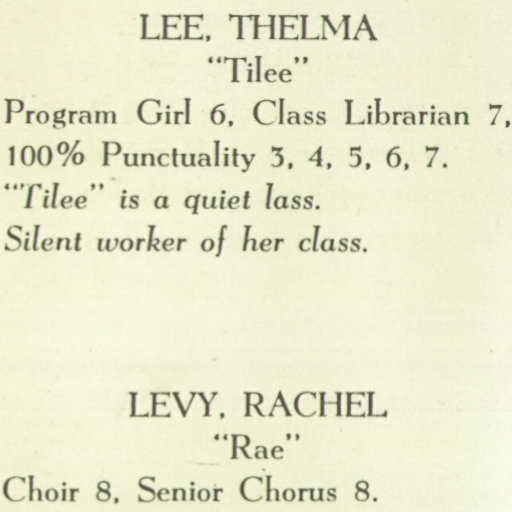 LEE, THELMA
"Tilee"
Program Girl 6, Class Librarian 7,
100% Punctuality 3, 4, 5, 6, 7.
"Tilee" is a quiet lass.
Silent worker of her class.
LEVY, RACHEL
"Rae"
Choir 8, Senior Chorus 8.